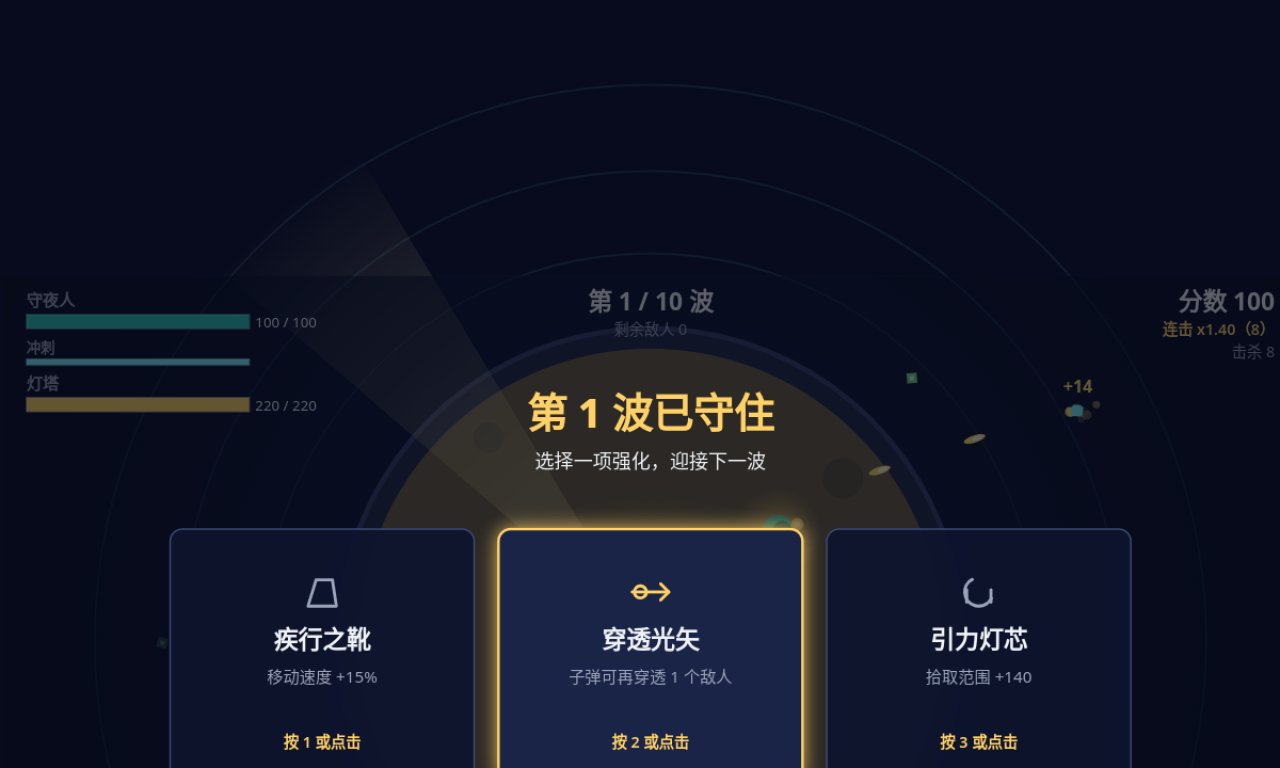 守夜人
100 / 100
冲刺
灯塔
220 / 220
第 1 / 10 波
剩余敌人 0
分数 100
连击 x1.40（8）
击杀 8
+14
第 1 波已守住
选择一项强化，迎接下一波
疾行之靴
移动速度 +15%
按 1 或点击
穿透光矢
子弹可再穿透 1 个敌人
按 2 或点击
引力灯芯
拾取范围 +140
按 3 或点击